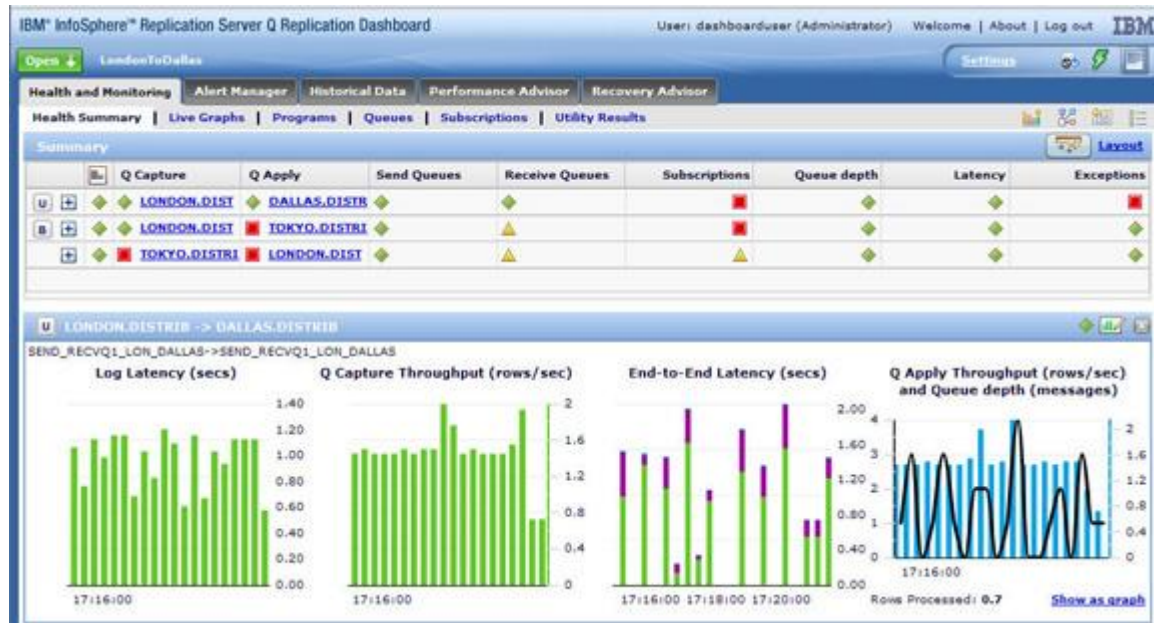 IBM® InfoSphere™ Replication Server Q Replication Dashboard
User: dashboarduser (Administrator) Welcome | About | Log out IBM
Open LondonToDallas Settings
Health and Monitoring Alert Manager Historical Data Performance Advisor Recovery Advisor
Health Summary | Live Graphs | Programs | Queues | Subscriptions | Utility Results
Summary Layout
Q Capture Q Apply Send Queues Receive Queues Subscriptions Queue depth Latency Exceptions
U LONDON.DIST DALLAS.DISTR
B LONDON.DIST TOKYO.DISTRI
TOKYO.DISTRI LONDON.DIST
U LONDON.DISTRIB -> DALLAS.DISTRIB
SEND_RECVQ1_LON_DALLAS->SEND_RECVQ1_LON_DALLAS
Log Latency (secs)
1.40
1.20
1.00
0.80
0.60
0.40
0.20
0.00
17:16:00
Q Capture Throughput (rows/sec)
2
1.6
1.2
0.8
0.4
0
17:16:00
End-to-End Latency (secs)
2.00
1.60
1.20
0.80
0.40
0.00
17:16:00 17:18:00 17:20:00
Q Apply Throughput (rows/sec)
and Queue depth (messages)
4
3 2
2 1.6
1 1.2
0 0.4
0
17:16:00
Rows Processed: 0.7 Show as graph